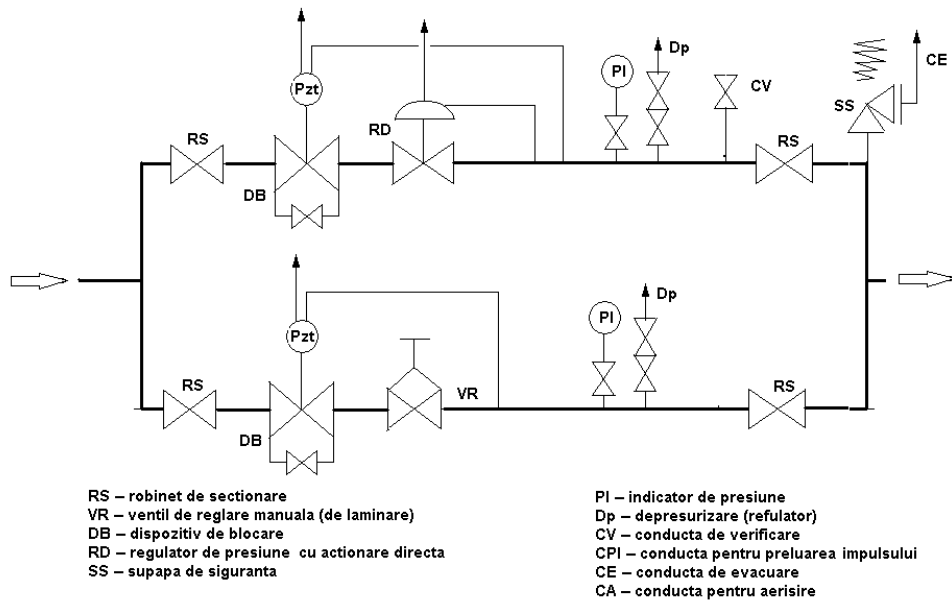 Dp
CE
PI
Pzt
CV
SS
RD
RS
RS
DB
Dp
PI
Pzt
RS
RS
VR
DB
RS – robinet de sectionare
VR – ventil de reglare manuala (de laminare)
DB – dispozitiv de blocare
RD – regulator de presiune cu actionare directa
SS – supapa de siguranta
PI – indicator de presiune
Dp – depresurizare (refulator)
CV – conducta de verificare
CPI – conducta pentru preluarea impulsului
CE – conducta de evacuare
CA – conducta pentru aerisire